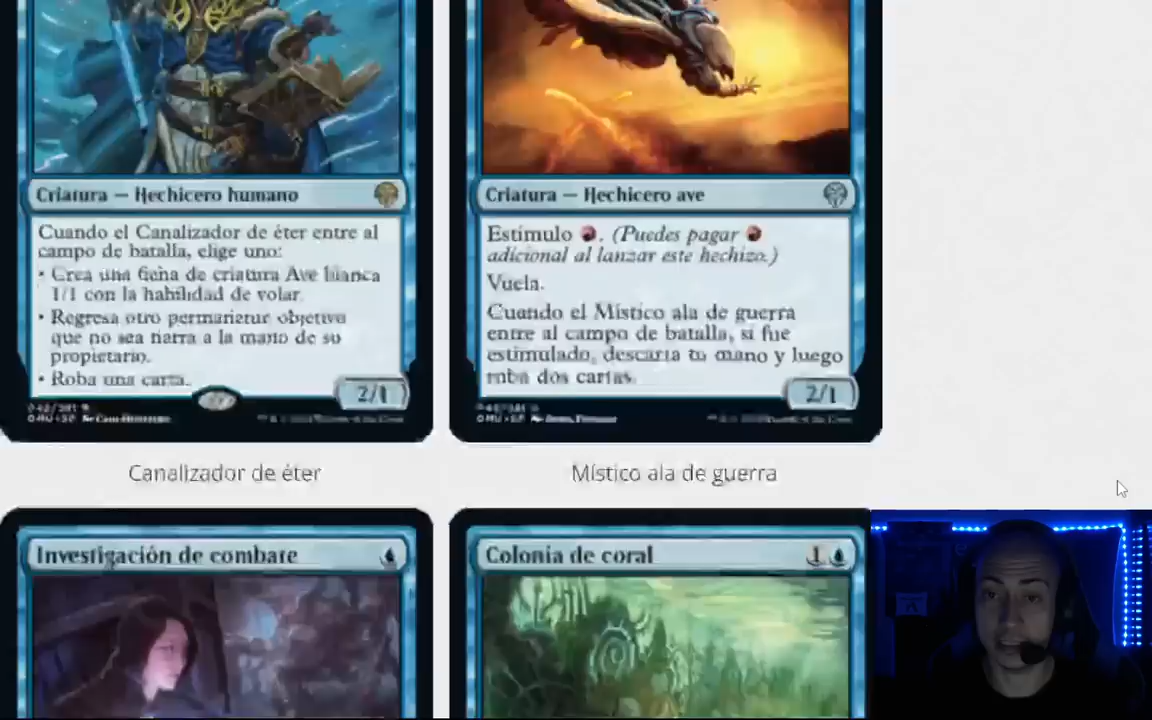 Criatura — Hechicero humano
Cuando el Canalizador de éter entre al
campo de batalla, elige uno:
• Crea una ficha de criatura Ave blanca
1/1 con la habilidad de volar.
• Regresa otro permanente objetivo
que no sea tierra a la mano de su
propietario.
• Roba una carta.
2/1
Canalizador de éter
Criatura — Hechicero ave
Estímulo. (Puedes pagar
adicional al lanzar este hechizo.)
Vuela.
Cuando el Místico ala de guerra
entre al campo de batalla, si fue
estimulado, descarta tu mano y luego
roba dos cartas.
2/1
Místico ala de guerra
Investigación de combate
Colonia de coral
1